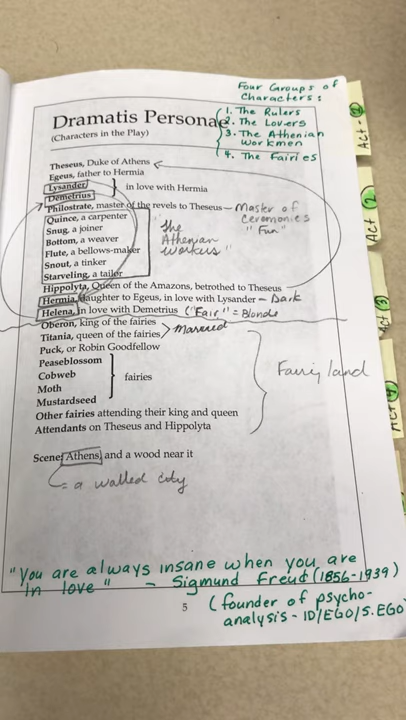 Four Groups of
Characters:
1. The Rulers
2. The Lovers
3. The Athenian
Workmen
4. The Fairies
Dramatis Personae
(Characters in the Play)
Theseus, Duke of Athens
Egeus, father to Hermia
Lysander
Demetrius
} in love with Hermia
Philostrate, master of the revels to Theseus - Master of
Ceremonies
"Fun"
Quince, a carpenter
Snug, a joiner
Bottom, a weaver
Flute, a bellows-maker
Snout, a tinker
Starveling, a tailor
The
Athenian
Workers"
Hippolyta, Queen of the Amazons, betrothed to Theseus
Hermia, daughter to Egeus, in love with Lysander - Dark
Helena, in love with Demetrius ("Fair" = Blonde
Oberon, king of the fairies
Titania, queen of the fairies > Married
Puck, or Robin Goodfellow
Peaseblossom
Cobweb
Moth
Mustardseed
} fairies
Fairyland
Other fairies attending their king and queen
Attendants on Theseus and Hippolyta
Scene: Athens, and a wood near it
= a walled city
"You are always insane when you are
in love" - Sigmund Freud (1856-1939)
(founder of psycho-
analysis - ID/EGO/S.EGO
5
Act ①
Act ②
Act ③
Act 4